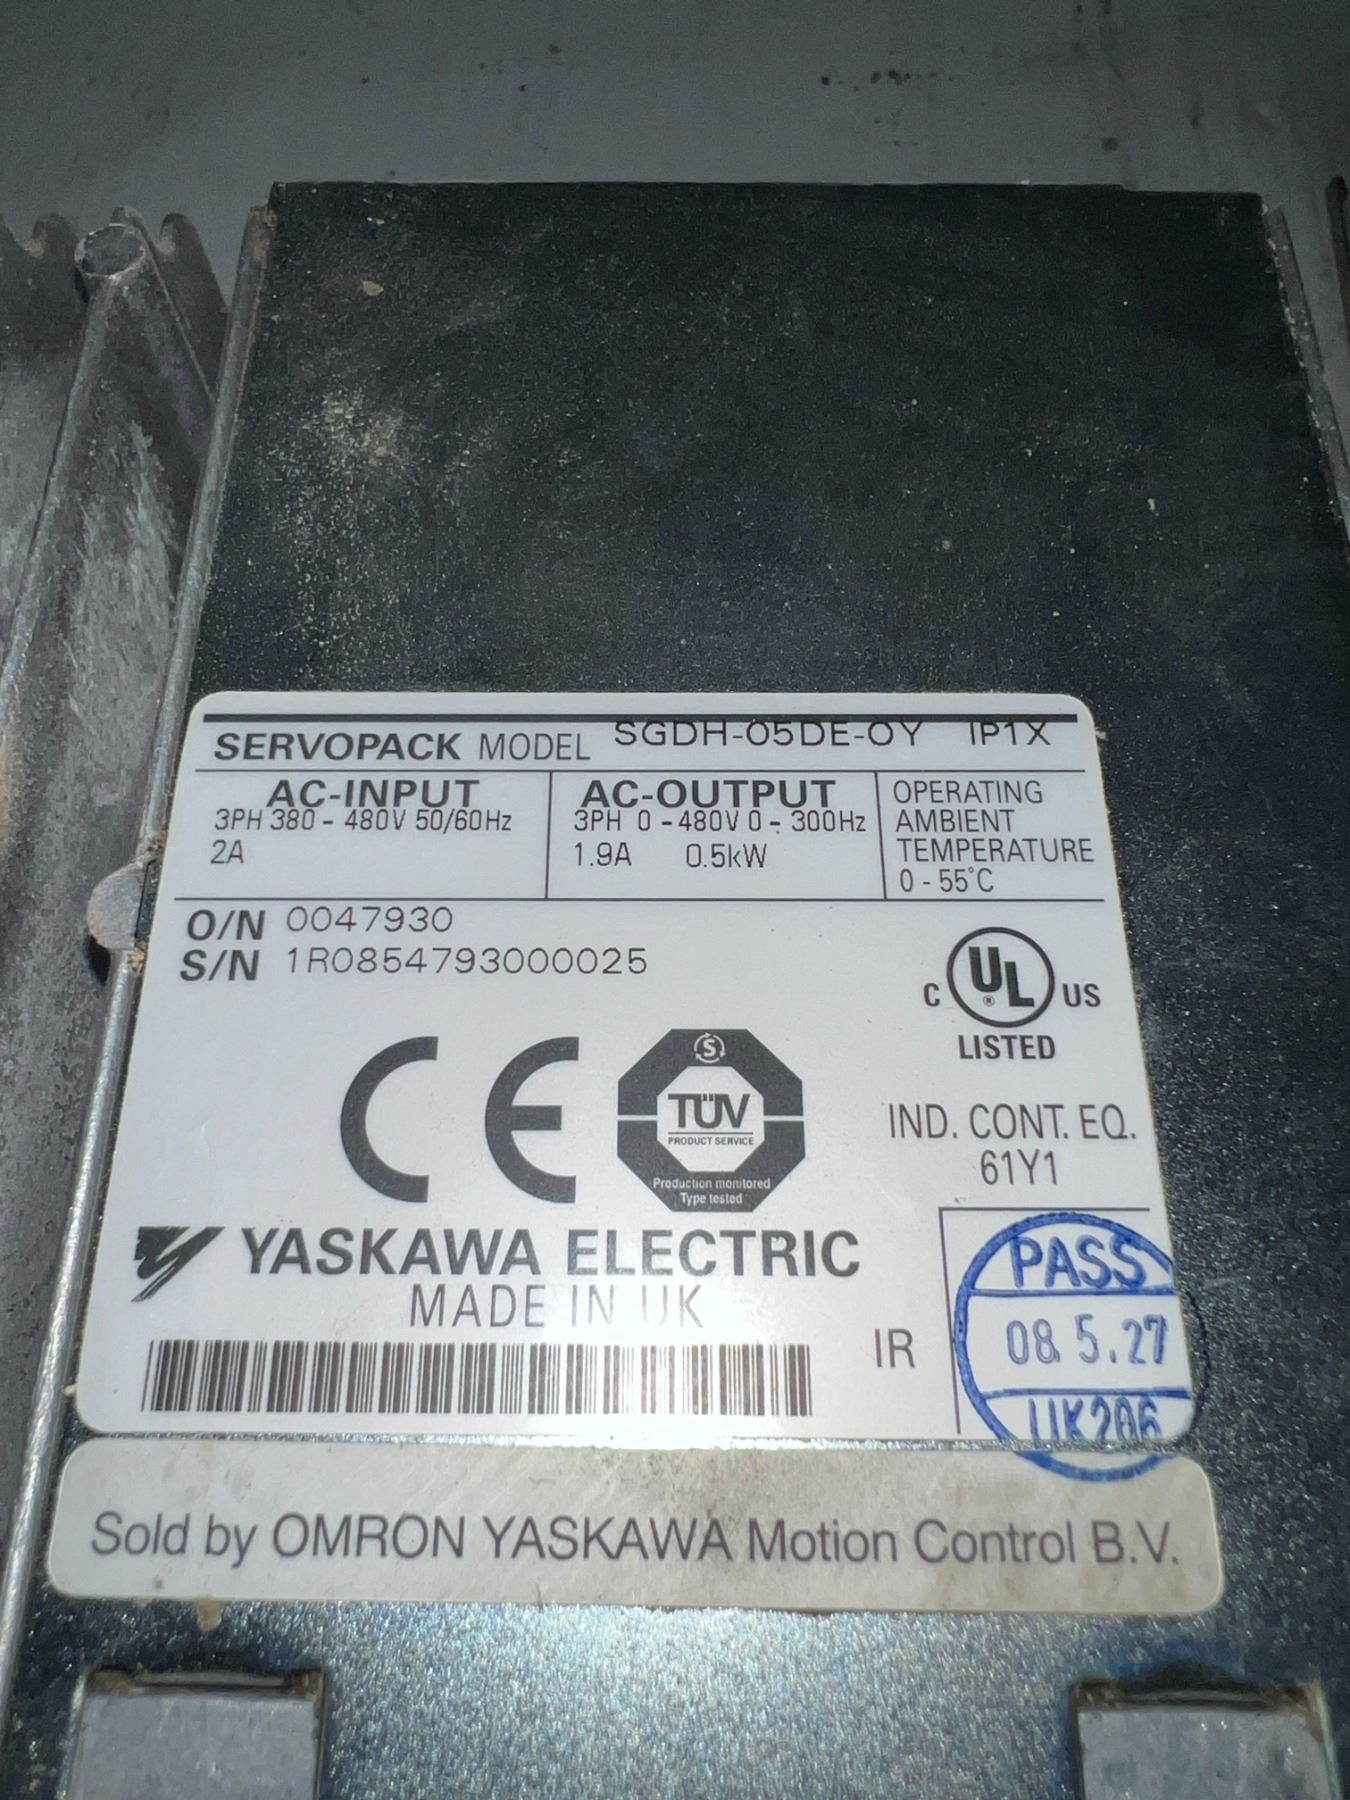 SERVOPACK MODEL SGDH-05DE-OY IP1X
AC-INPUT
3PH 380 - 480V 50/60Hz
2A
AC-OUTPUT
3PH 0 - 480V 0 - 300Hz
1.9A 0.5kW
OPERATING
AMBIENT
TEMPERATURE
0 - 55°C
O/N 0047930
S/N 1R0854793000025
C UL ® US
LISTED
CE
S
TÜV
PRODUCT SERVICE
Production monitored
Type tested
IND. CONT. EQ.
61Y1
YASKAWA ELECTRIC
MADE IN UK
IR
PASS
08.5.27
UK206
Sold by OMRON YASKAWA Motion Control B.V.